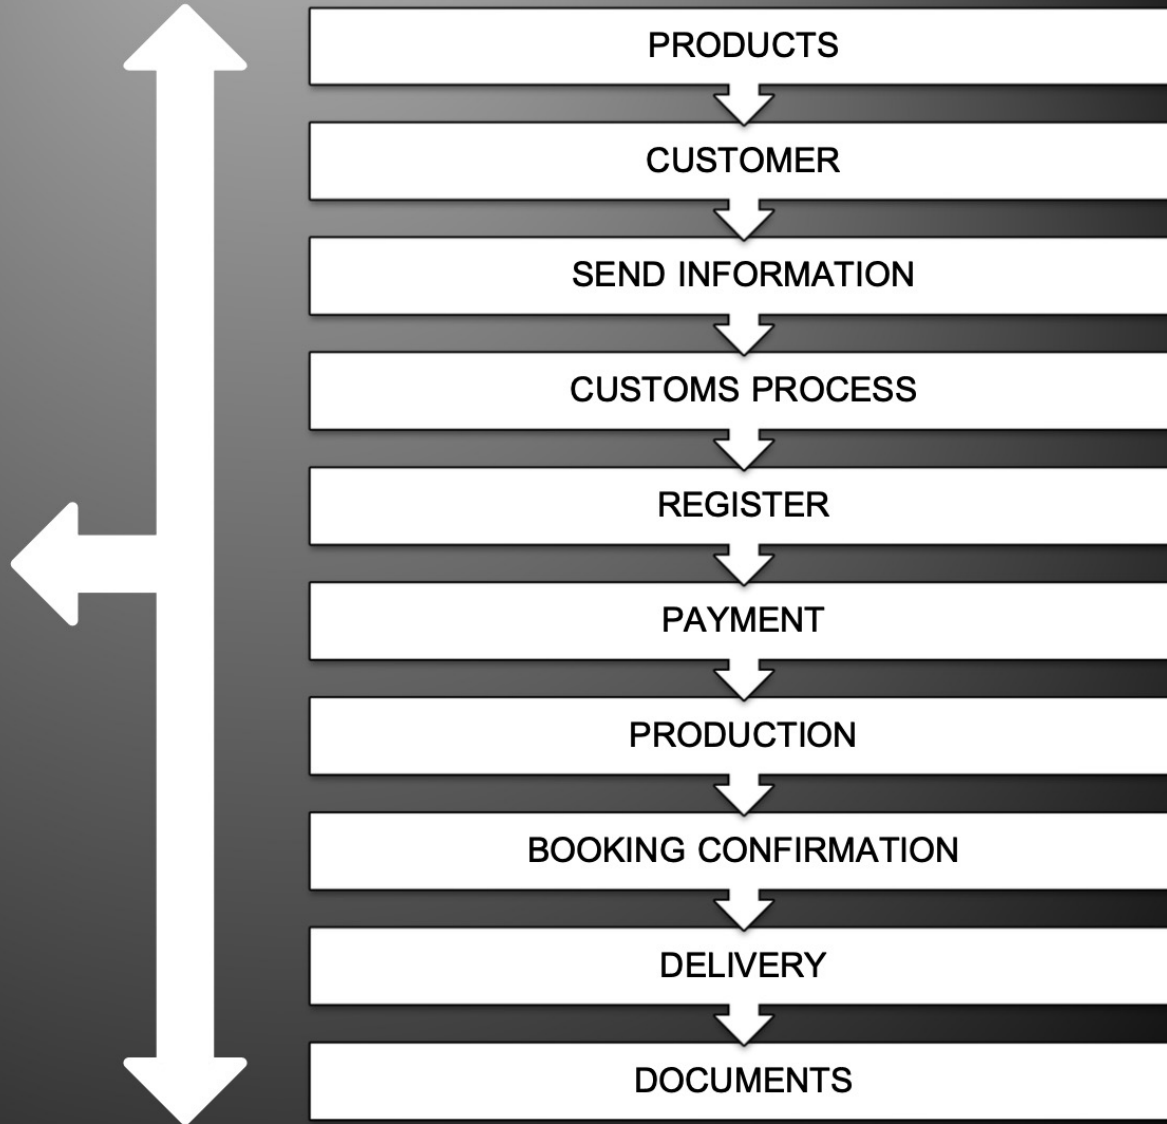 PRODUCTS
CUSTOMER
SEND INFORMATION
CUSTOMS PROCESS
REGISTER
PAYMENT
PRODUCTION
BOOKING CONFIRMATION
DELIVERY
DOCUMENTS